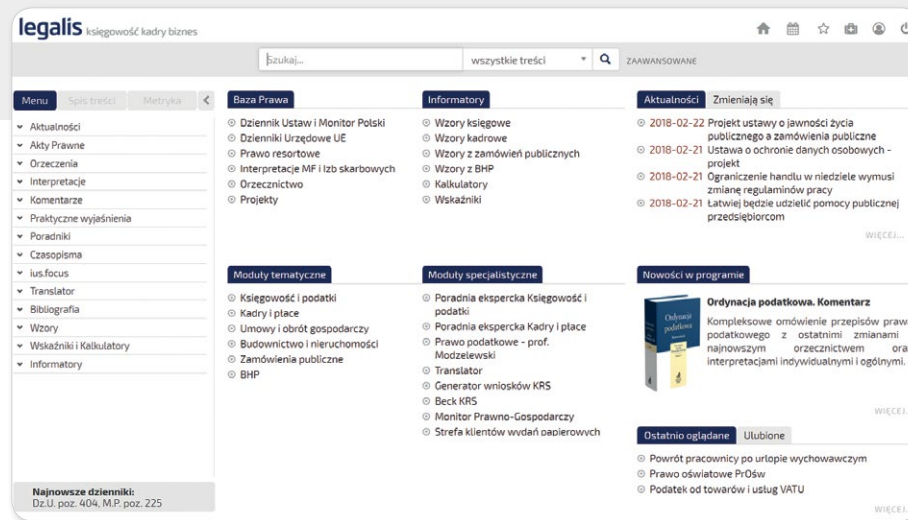 legalis księgowość kadry biznes
Szukaj...
wszystkie treści
ZAAWANSOWANE
Menu
Spis treści
Metryka
Aktualności
Akty Prawne
Orzeczenia
Interpretacje
Komentarze
Praktyczne wyjaśnienia
Poradniki
Czasopisma
ius.focus
Translator
Bibliografia
Wzory
Wskaźniki i Kalkulatory
Informatory
Najnowsze dzienniki:
Dz.U. poz. 404, M.P. poz. 225
Baza Prawa
Dziennik Ustaw i Monitor Polski
Dzienniki Urzędowe UE
Prawo resortowe
Interpretacje MF i Izb skarbowych
Orzecznictwo
Projekty
Informatory
Wzory księgowe
Wzory kadrowe
Wzory z zamówień publicznych
Wzory z BHP
Kalkulatory
Wskaźniki
Aktualności
Zmieniają się
2018-02-22 Projekt ustawy o jawności życia
publicznego a zamówienia publiczne
2018-02-21 Ustawa o ochronie danych osobowych -
projekt
2018-02-21 Ograniczenie handlu w niedziele wymusi
zmianę regulaminów pracy
2018-02-21 Łatwiej będzie udzielić pomocy publicznej
przedsiębiorcom
WIĘCEJ...
Moduły tematyczne
Księgowość i podatki
Kadry i płace
Umowy i obrót gospodarczy
Budownictwo i nieruchomości
Zamówienia publiczne
BHP
Moduły specjalistyczne
Poradnia ekspercka Księgowość i
podatki
Poradnia ekspercka Kadry i płace
Prawo podatkowe - prof.
Modzelewski
Translator
Generator wniosków KRS
Beck KRS
Monitor Prawno-Gospodarczy
Strefa klientów wydań papierowych
Nowości w programie
Ordynacja
podatkowa
Ordynacja podatkowa. Komentarz
Kompleksowe omówienie przepisów prawa
podatkowego z ostatnimi zmianami
najnowszym orzecznictwem ora
interpretacjami indywidualnymi i ogólnymi.
WIĘCEJ..
Ostatnio oglądane
Ulubione
Powrót pracownicy po urlopie wychowawczym
Prawo oświatowe PrOśw
Podatek od towarów i usług VATU
WIĘCEJ..